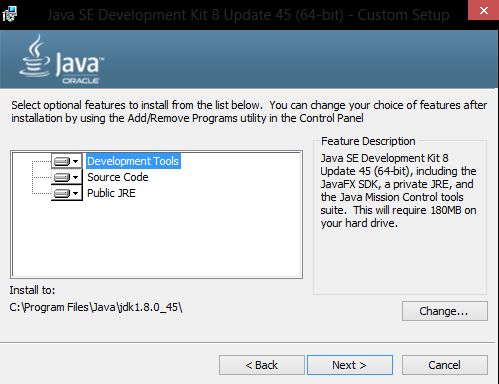 Java SE Development Kit 8 Update 45 (64-bit) - Custom Setup
Java™
ORACLE
Select optional features to install from the list below.  You can change your choice of features after
installation by using the Add/Remove Programs utility in the Control Panel
Development Tools
Source Code
Public JRE
Feature Description
Java SE Development Kit 8
Update 45 (64-bit), including the
JavaFX SDK, a private JRE, and
the Java Mission Control tools
suite.  This will require 180MB on
your hard drive.
Install to:
C:\Program Files\Java\jdk1.8.0_45\
Change...
< Back
Next >
Cancel